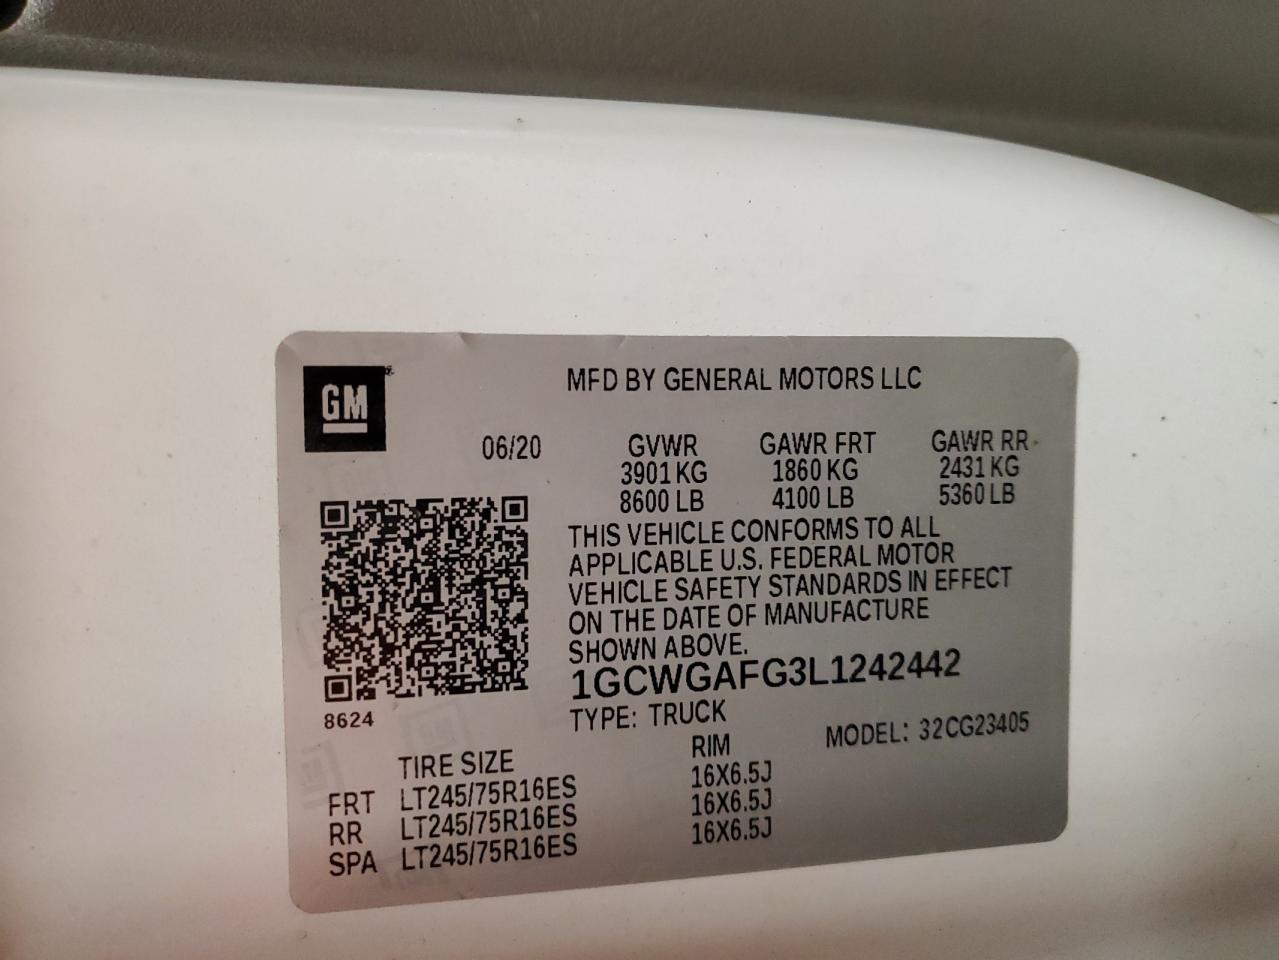 GM
MFD BY GENERAL MOTORS LLC
06/20 GVWR GAWR FRT GAWR RR
3901 KG 1860 KG 2431 KG
8600 LB 4100 LB 5360 LB
THIS VEHICLE CONFORMS TO ALL
APPLICABLE U.S. FEDERAL MOTOR
VEHICLE SAFETY STANDARDS IN EFFECT
ON THE DATE OF MANUFACTURE
SHOWN ABOVE.
1GCWGAFG3L1242442
8624
TYPE: TRUCK MODEL: 32CG23405
TIRE SIZE RIM
FRT LT245/75R16ES 16X6.5J
RR LT245/75R16ES 16X6.5J
SPA LT245/75R16ES 16X6.5J